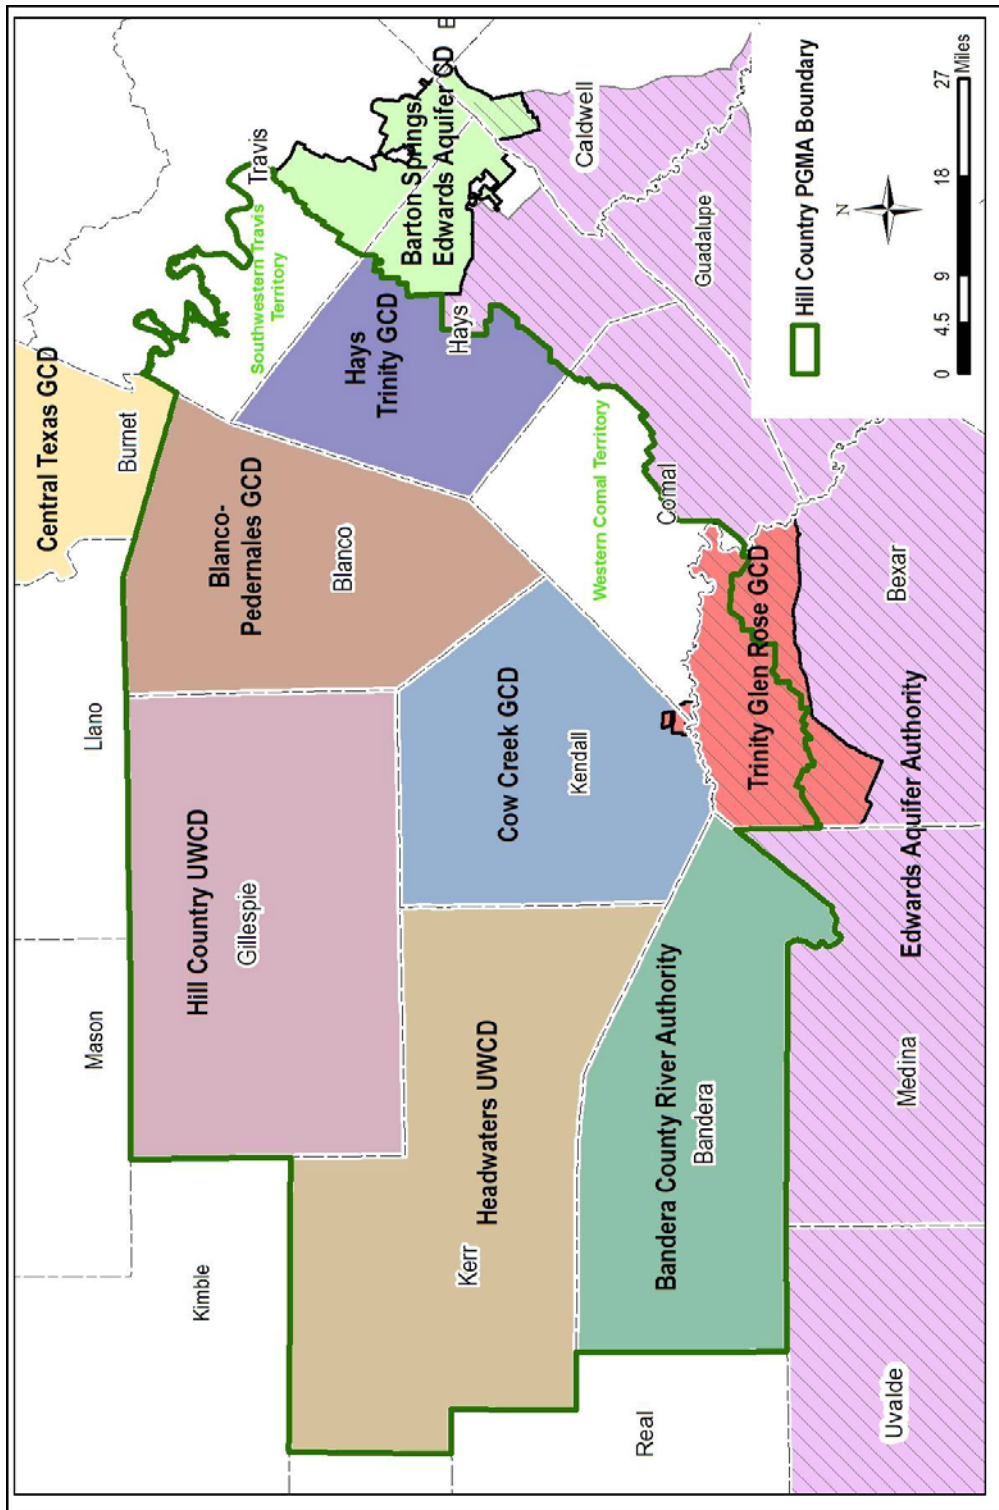 Mason
Llano
Central Texas GCD
Burnet
Kimble
Hill Country UWCD
Gillespie
Blanco-
Pedernales GCD
Blanco
Southwestern Travis
Territory
Travis
Hays
Trinity GCD
Hays
Barton Springs/
Edwards Aquifer CD
B
Headwaters UWCD
Kerr
Cow Creek GCD
Kendall
Western Comal Territory
Comal
Caldwell
Guadalupe
Real
Bandera County River Authority
Bandera
Trinity Glen Rose GCD
Bexar
Edwards Aquifer Authority
Medina
Uvalde
Hill Country PGMA Boundary
N
0 4.5 9 18 27
Miles